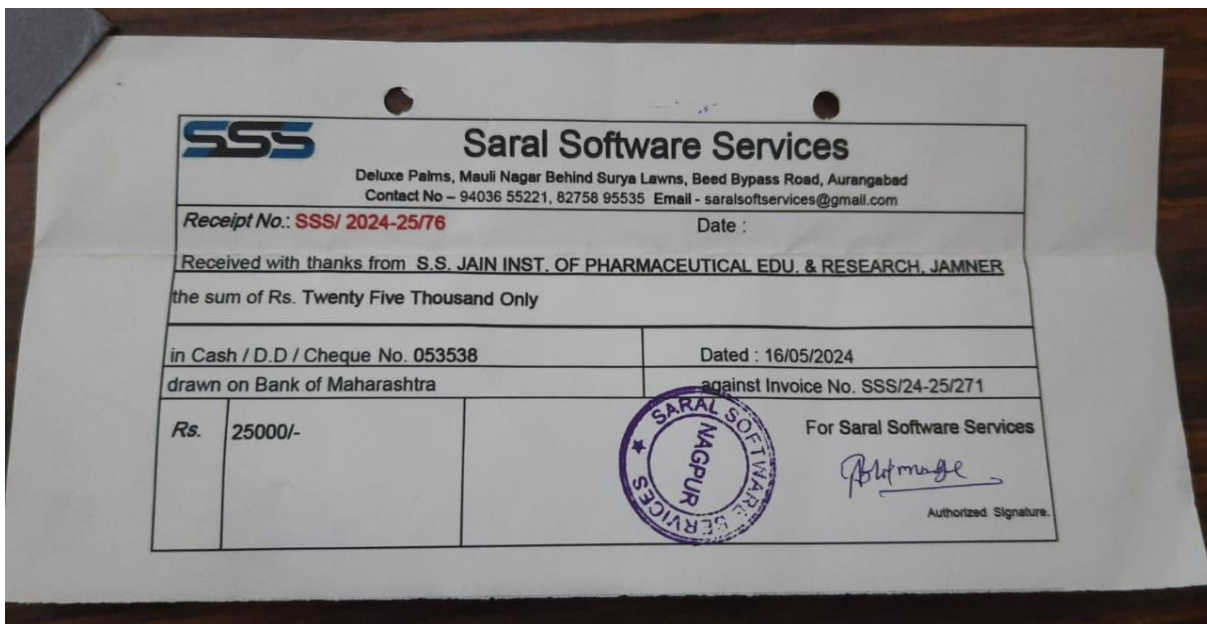 SSS
Saral Software Services
Deluxe Palms, Mauli Nagar Behind Surya Lawns, Beed Bypass Road, Aurangabad
Contact No – 94036 55221, 82758 95535 Email - saralsoftservices@gmail.com
Receipt No.: SSS/ 2024-25/76 Date :
Received with thanks from S.S. JAIN INST. OF PHARMACEUTICAL EDU. & RESEARCH, JAMNER
the sum of Rs. Twenty Five Thousand Only
in Cash / D.D / Cheque No. 053538 Dated : 16/05/2024
drawn on Bank of Maharashtra against Invoice No. SSS/24-25/271
Rs. 25000/- For Saral Software Services
SARAL SOFTWARE SERVICES ★
NAGPUR
Authorized Signature.